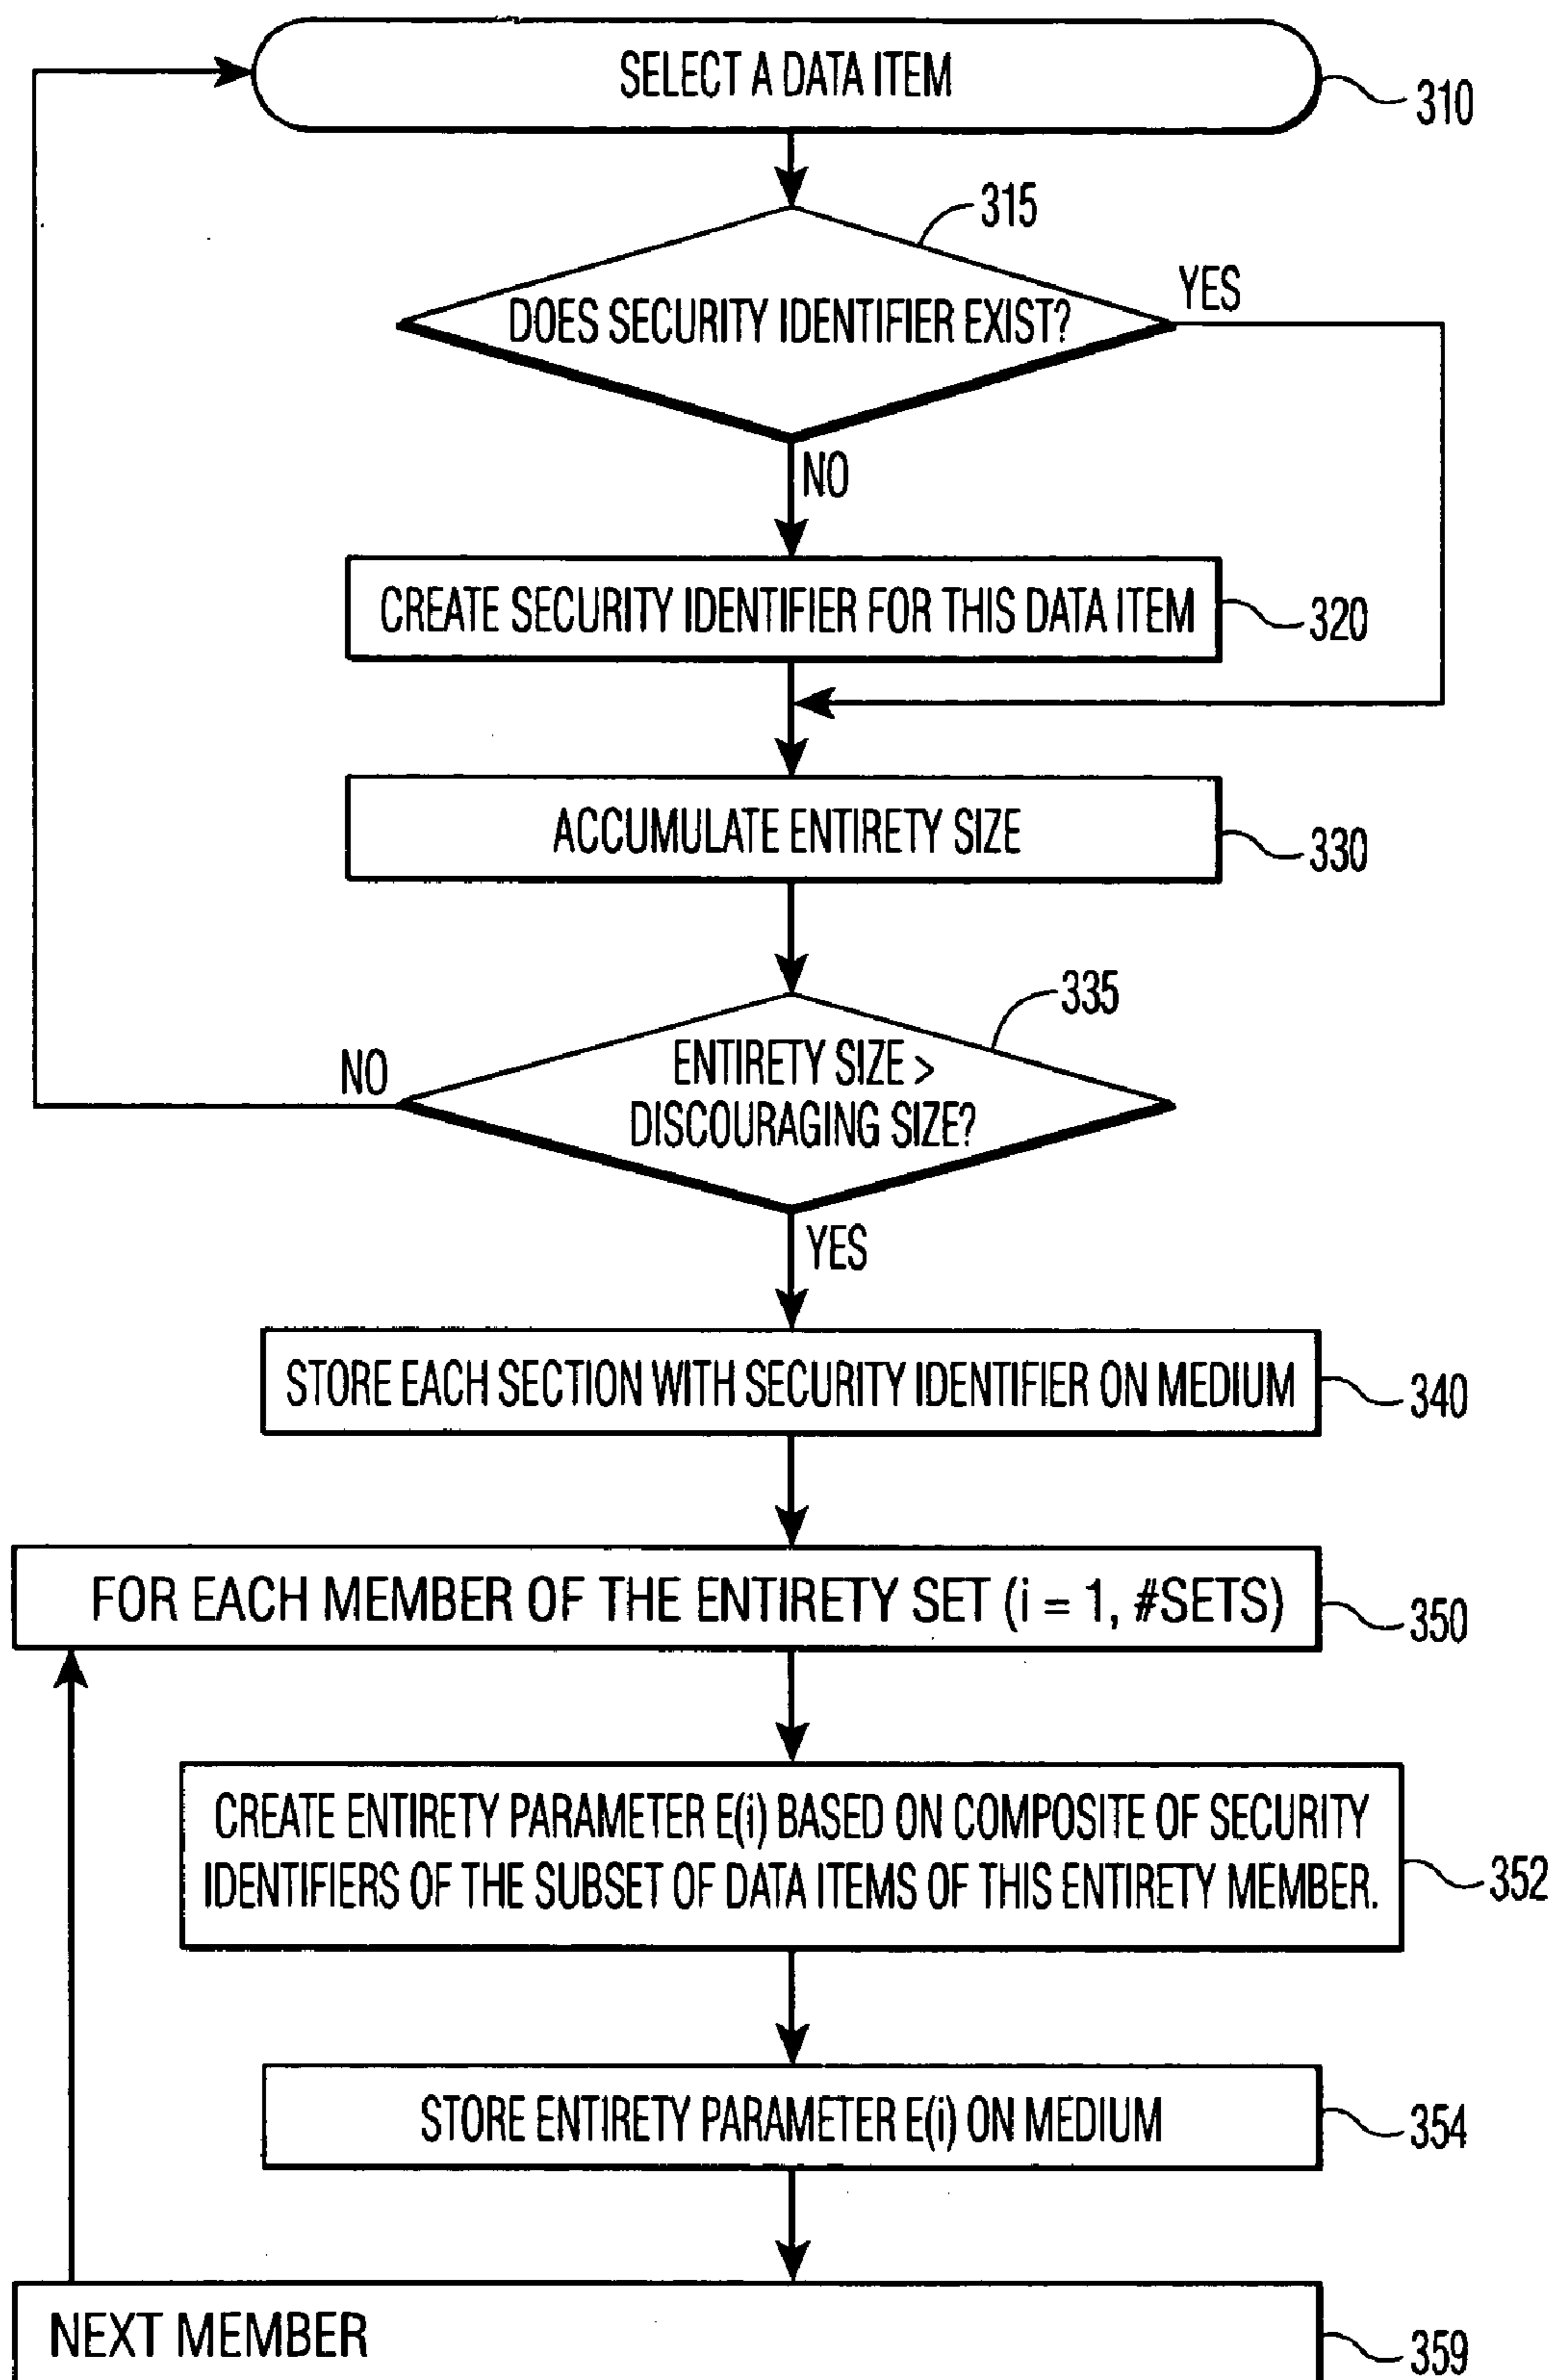 SELECT A DATA ITEM
310
315
DOES SECURITY IDENTIFIER EXIST?
YES
NO
CREATE SECURITY IDENTIFIER FOR THIS DATA ITEM
320
ACCUMULATE ENTIRETY SIZE
330
335
ENTIRETY SIZE >
DISCOURAGING SIZE?
NO
YES
STORE EACH SECTION WITH SECURITY IDENTIFIER ON MEDIUM
340
FOR EACH MEMBER OF THE ENTIRETY SET (i = 1, #SETS)
350
CREATE ENTIRETY PARAMETER E(i) BASED ON COMPOSITE OF SECURITY
IDENTIFIERS OF THE SUBSET OF DATA ITEMS OF THIS ENTIRETY MEMBER.
352
STORE ENTIRETY PARAMETER E(i) ON MEDIUM
354
NEXT MEMBER
359